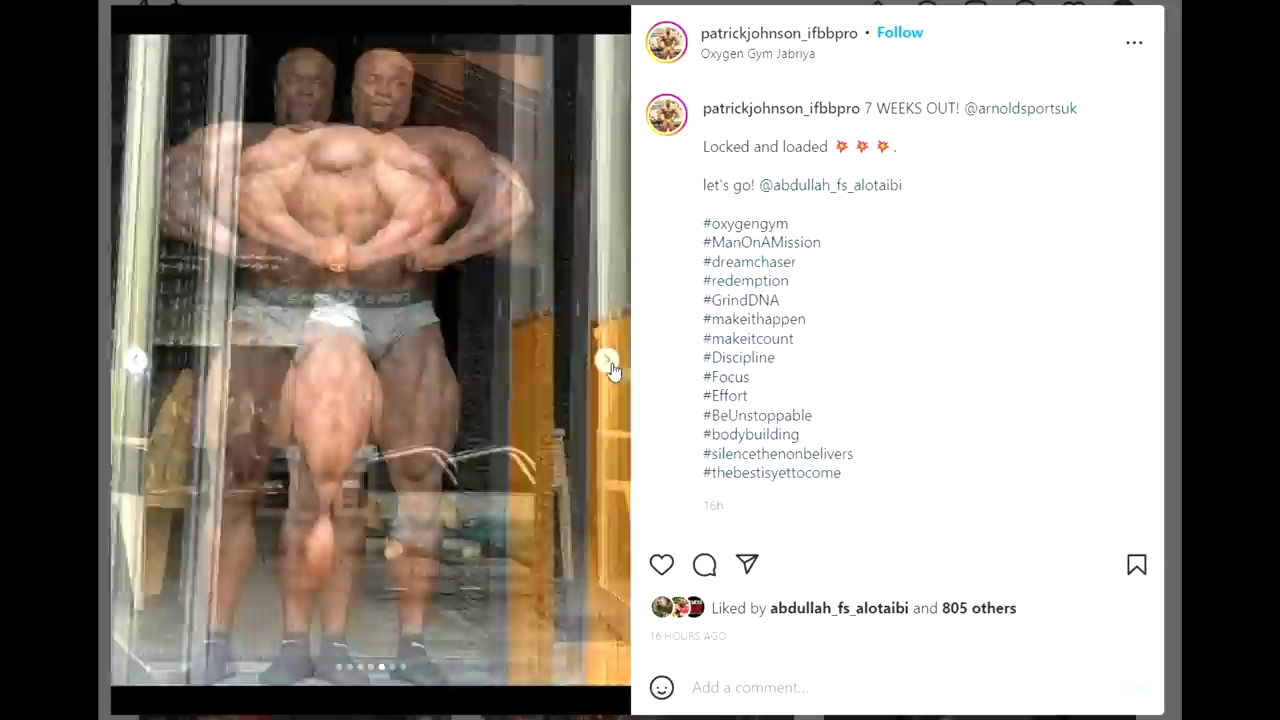 patrickjohnson_ifbbpro • Follow
Oxygen Gym Jabriya
patrickjohnson_ifbbpro 7 WEEKS OUT! @arnoldsportsuk
Locked and loaded 💥 💥 💥 .
let's go! @abdullah_fs_alotaibi
#oxygengym
#ManOnAMission
#dreamchaser
#redemption
#GrindDNA
#makeithappen
#makeitcount
#Discipline
#Focus
#Effort
#BeUnstoppable
#bodybuilding
#silencethenonbelivers
#thebestisyettocome
16h
Liked by abdullah_fs_alotaibi and 805 others
16 HOURS AGO
Add a comment...